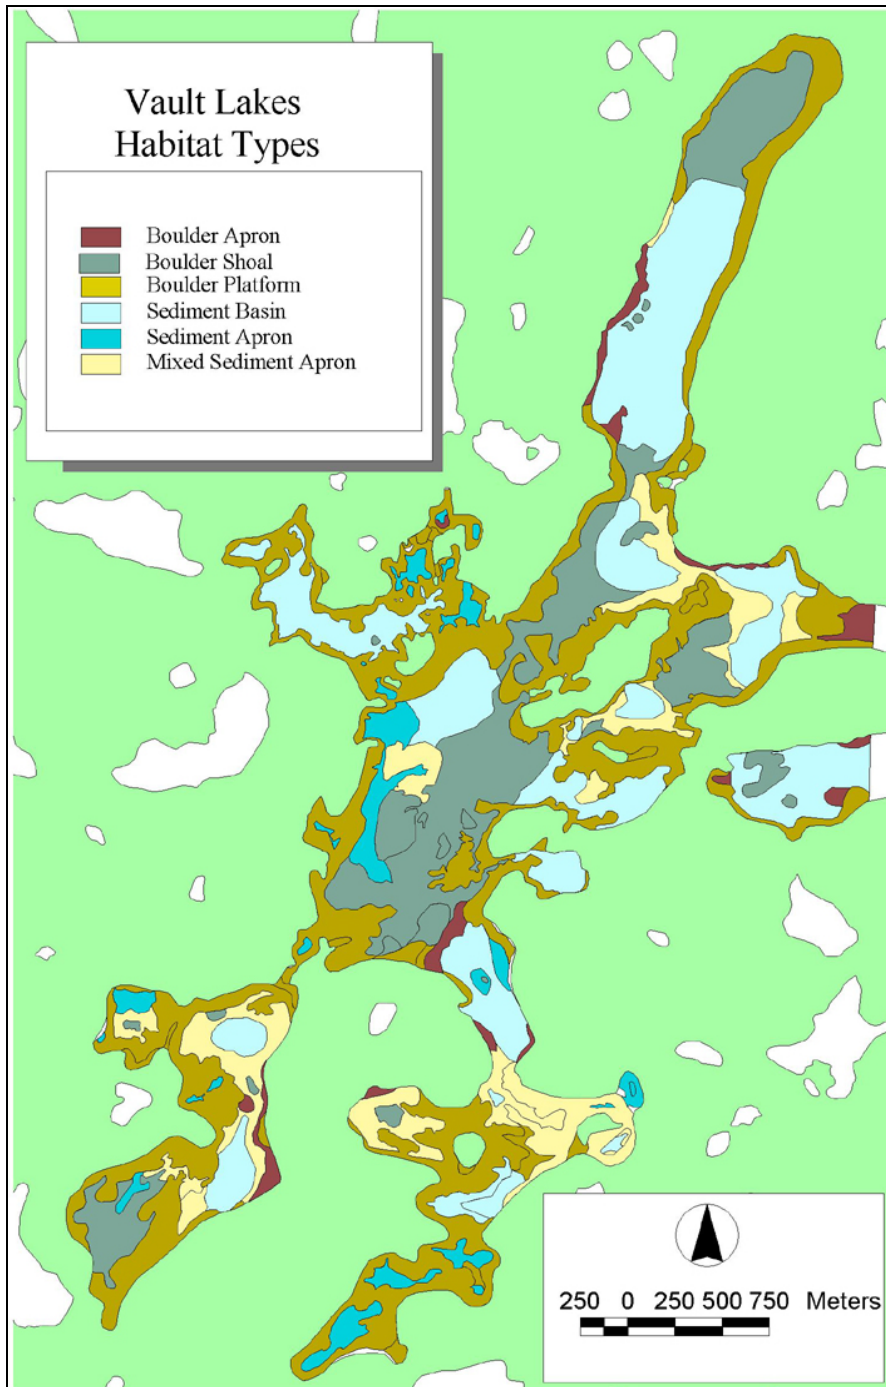 Vault Lakes
Habitat Types
Boulder Apron
Boulder Shoal
Boulder Platform
Sediment Basin
Sediment Apron
Mixed Sediment Apron
250 0 250 500 750 Meters